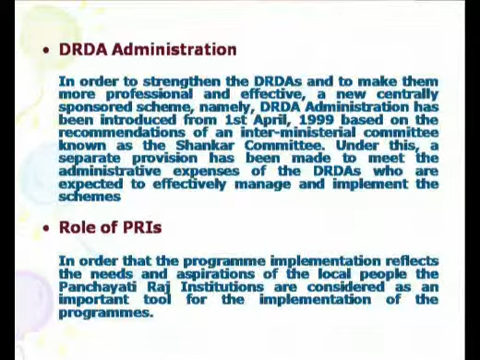 • DRDA Administration
In order to strengthen the DRDAs and to make them
more professional and effective, a new centrally
sponsored scheme, namely, DRDA Administration has
been introduced from 1st April, 1999 based on the
recommendations of an inter-ministerial committee
known as the Shankar Committee. Under this, a
separate provision has been made to meet the
administrative expenses of the DRDAs who are
expected to effectively manage and implement the
schemes
• Role of PRIs
In order that the programme implementation reflects
the needs and aspirations of the local people the
Panchayati Raj Institutions are considered as an
important tool for the implementation of the
programmes.